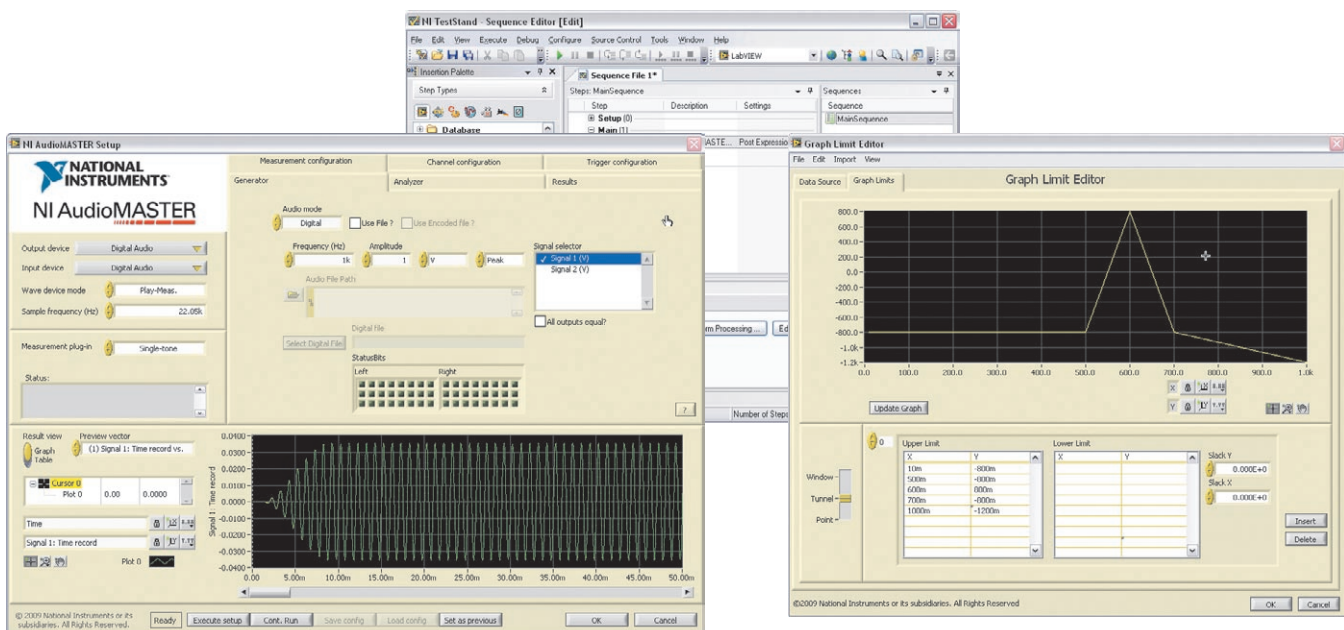 NI TestStand - Sequence Editor [Edit]
File Edit View Execute Debug Configure Source Control Tools Window Help
LabVIEW
Insertion Palette
Sequence File 1*
Step Types
Steps: MainSequence
Sequences
Step Description Settings
Sequence
Setup (0)
MainSequence
Database
Main (1)
Post Expressio
Number of Steps
NI AudioMASTER Setup
NATIONAL
INSTRUMENTS
NI AudioMASTER
Output device Digital Audio
Input device Digital Audio
Wave device mode Play-Meas.
Sample frequency (Hz) 22.05k
Measurement plug-in Single-tone
Status:
Measurement configuration Channel configuration Trigger configuration
Generator Analyzer Results
Audio mode
Digital Use File ? Use Encoded file ?
Frequency (Hz) Amplitude Signal selector
1k 1 V Peak Signal 1 (V)
Signal 2 (V)
Audio File Path
All outputs equal?
Digital file
Select Digital File
StatusBits
Left Right
?
Result view Preview vector
Graph
Table
(1) Signal 1: Time record vs.
Cursor 0
Plot 0 0.00 0.0000
Time
Signal 1: Time record
Plot 0
Signal 1: Time record
0.0400
0.0300
0.0200
0.0100
0.0000
-0.0100
-0.0200
-0.0300
-0.0400
0.00 5.00m 10.00m 15.00m 20.00m 25.00m 30.00m 35.00m 40.00m 45.00m 50.00m
© 2009 National Instruments or its
subsidiaries. All Rights Reserved.
Ready Execute setup Cont. Run Save config Load config Set as previous OK Cancel
Graph Limit Editor
File Edit Import View
Data Source Graph Limits
Graph Limit Editor
800.0
600.0
400.0
200.0
0.0
-200.0
-400.0
-600.0
-800.0
-1.0k
-1.2k
0.0 100.0 200.0 300.0 400.0 500.0 600.0 700.0 800.0 900.0 1.0k
X
Y
Update Graph
0
Upper Limit Lower Limit
X Y X Y
10m -800m
500m -800m
600m 800m
700m -800m
1000m -1200m
Window
Tunnel
Point
Slack Y
0.000E+0
Slack X
0.000E+0
Insert
Delete
©2009 National Instruments or its subsidiaries. All Rights Reserved
OK Cancel